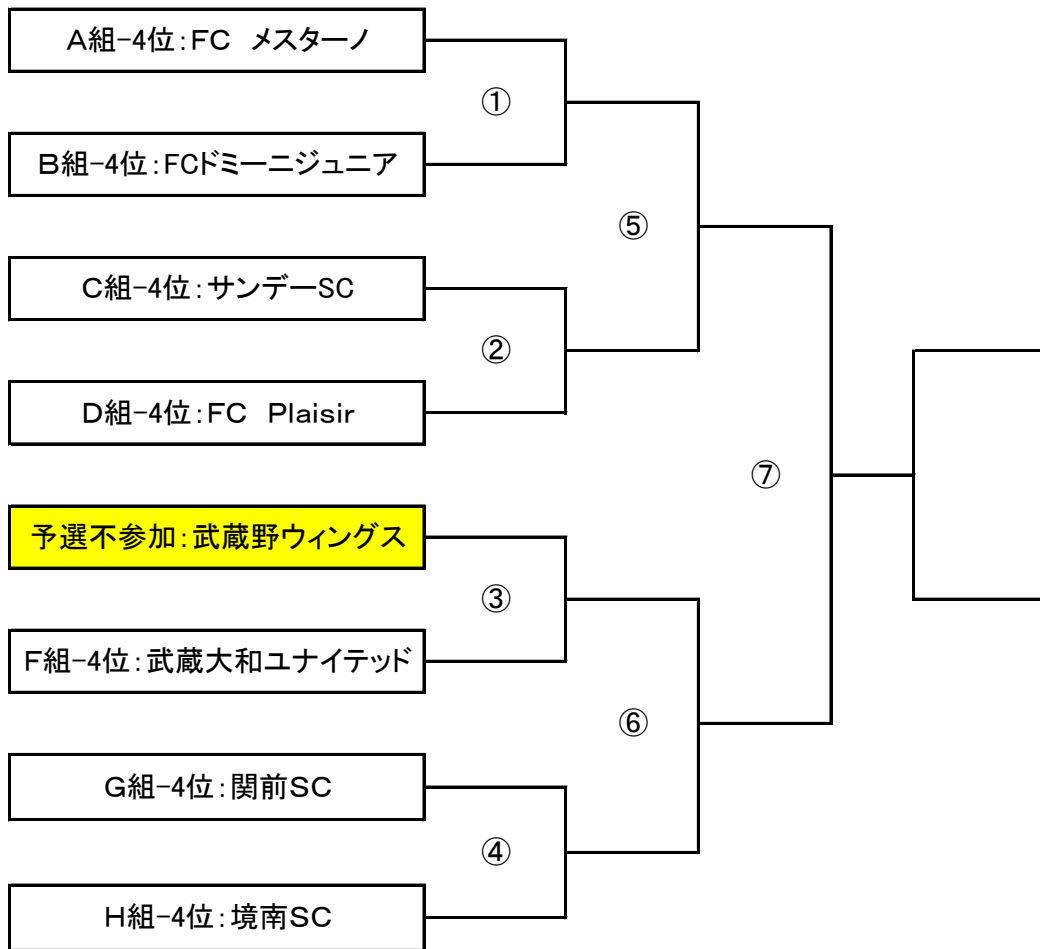 A組-4位:FC メスターノ
①
B組-4位:FCドミーニジュニア
⑤
C組-4位:サンデーSC
②
D組-4位:FC Plaisir
⑦
予選不参加:武蔵野ウィングス
③
F組-4位:武蔵大和ユナイテッド
⑥
G組-4位:関前SC
④
H組-4位:境南SC